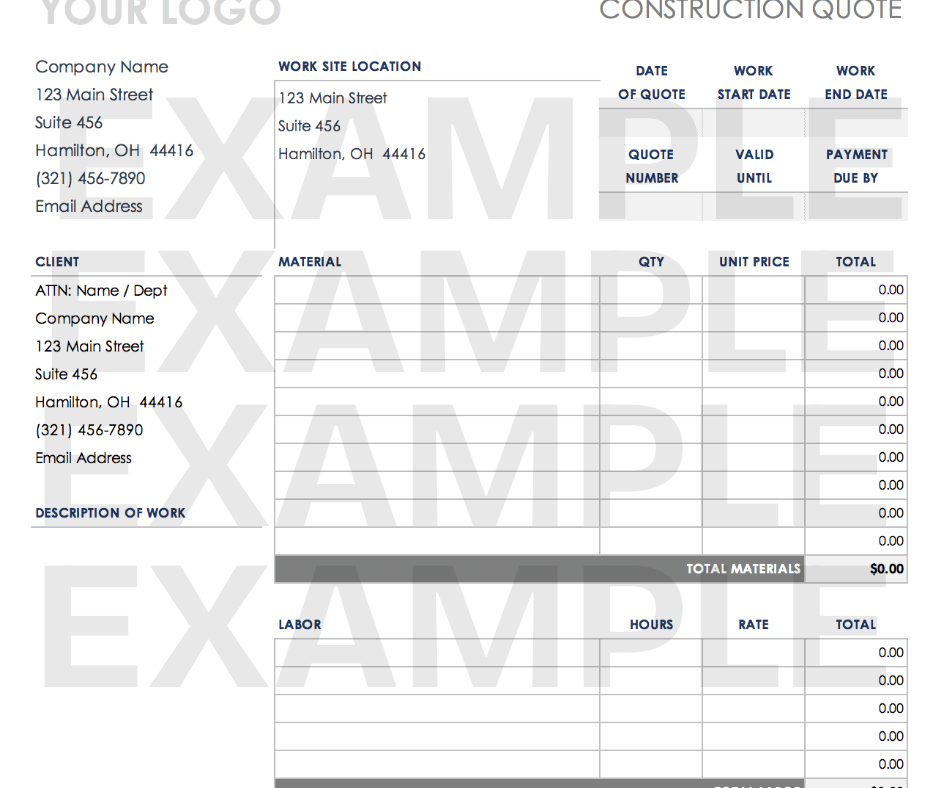 YOUR LOGO
CONSTRUCTION QUOTE
Company Name
123 Main Street
Suite 456
Hamilton, OH 44416
(321) 456-7890
Email Address
WORK SITE LOCATION
123 Main Street
Suite 456
Hamilton, OH 44416
DATE OF QUOTE
WORK START DATE
WORK END DATE
QUOTE NUMBER
VALID UNTIL
PAYMENT DUE BY
EXAMPLE
CLIENT
ATTN: Name / Dept
Company Name
123 Main Street
Suite 456
Hamilton, OH 44416
(321) 456-7890
Email Address
DESCRIPTION OF WORK
MATERIAL QTY UNIT PRICE TOTAL
0.00
0.00
0.00
0.00
0.00
0.00
0.00
0.00
0.00
0.00
TOTAL MATERIALS $0.00
EXAMPLE
EXAMPLE
EXAMPLE
LABOR HOURS RATE TOTAL
0.00
0.00
0.00
0.00
0.00